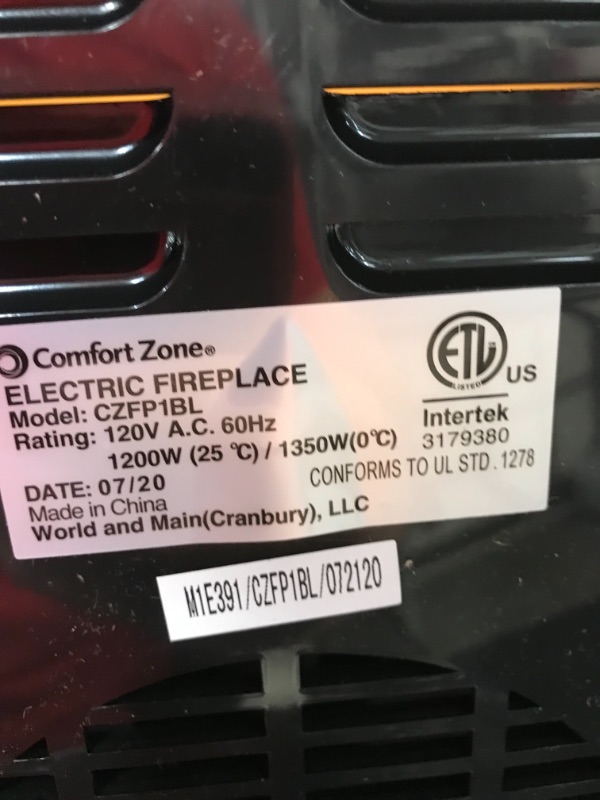 Comfort Zone®
ELECTRIC FIREPLACE
Model: CZFP1BL
Rating: 120V A.C. 60Hz
1200W (25 ℃) / 1350W(0℃)
DATE: 07/20
Made in China
World and Main(Cranbury), LLC
ETL
LISTED
US
Intertek
3179380
CONFORMS TO UL STD . 1278
M1E391/CZFP1BL/072120